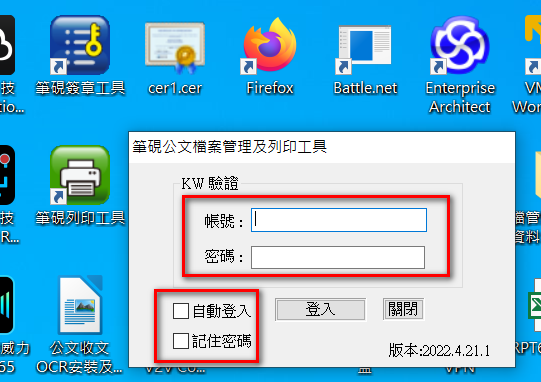 技
tio...
筆硯簽章工具
cer1.cer
Firefox
Battle.net
Enterprise
Architect
VM
Wor
技
R...
筆硯列印工具
檔管
資料
威力
65
公文收文
OCR安裝及...
RPT6
VPN
筆硯公文檔案管理及列印工具
KW 驗證
帳號：
密碼：
自動登入
登入
關閉
記住密碼
版本:2022.4.21.1